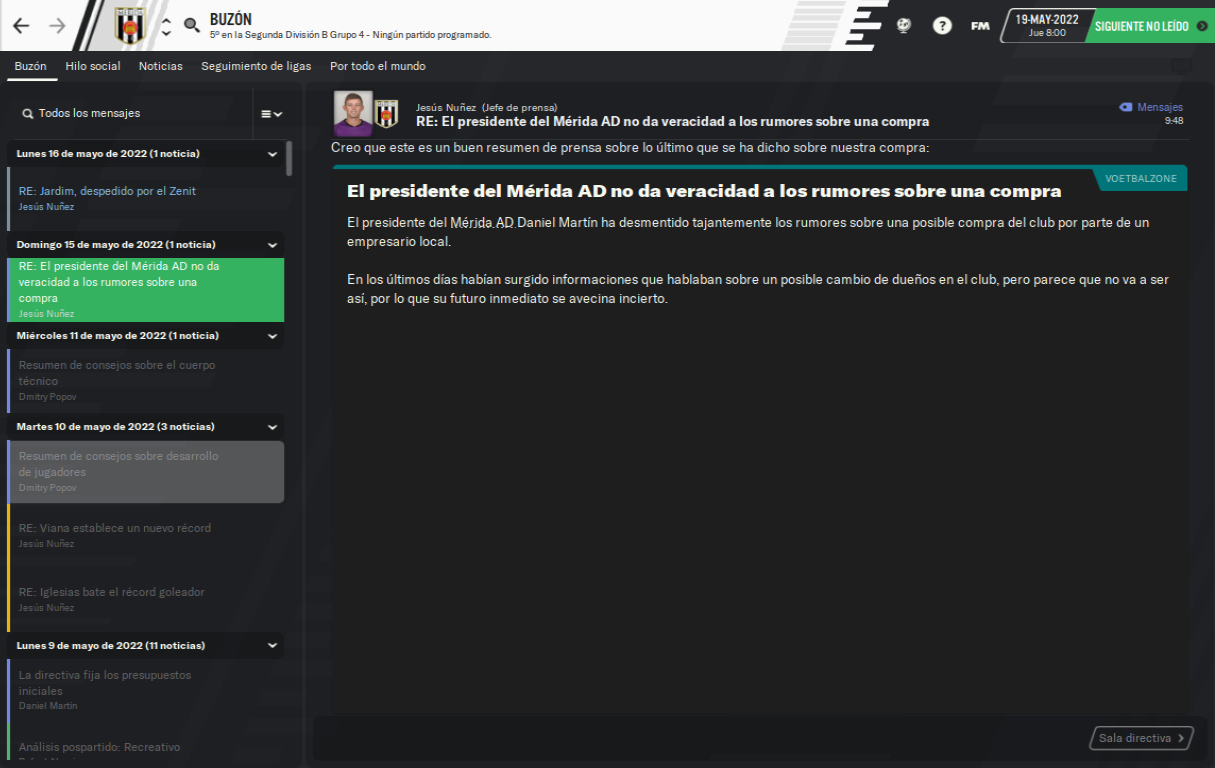 BUZÓN
5º en la Segunda División B Grupo 4 - Ningún partido programado.
FM
19-MAY-2022
Jue 8:00
SIGUIENTE NO LEÍDO
Buzón
Hilo social
Noticias
Seguimiento de ligas
Por todo el mundo
Todos los mensajes
Lunes 16 de mayo de 2022 (1 noticia)
RE: Jardim, despedido por el Zenit
Jesús Nuñez
Domingo 15 de mayo de 2022 (1 noticia)
RE: El presidente del Mérida AD no da
veracidad a los rumores sobre una
compra
Jesús Nuñez
Miércoles 11 de mayo de 2022 (1 noticia)
Resumen de consejos sobre el cuerpo
técnico
Dmitry Popov
Martes 10 de mayo de 2022 (3 noticias)
Resumen de consejos sobre desarrollo
de jugadores
Dmitry Popov
RE: Viana establece un nuevo récord
Jesús Nuñez
RE: Iglesias bate el récord goleador
Jesús Nuñez
Lunes 9 de mayo de 2022 (11 noticias)
La directiva fija los presupuestos
iniciales
Daniel Martín
Análisis pospartido: Recreativo
Jesús Nuñez (Jefe de prensa)
RE: El presidente del Mérida AD no da veracidad a los rumores sobre una compra
Mensajes
9:48
Creo que este es un buen resumen de prensa sobre lo último que se ha dicho sobre nuestra compra:
VOETBALZONE
El presidente del Mérida AD no da veracidad a los rumores sobre una compra
El presidente del Mérida AD Daniel Martín ha desmentido tajantemente los rumores sobre una posible compra del club por parte de un
empresario local.
En los últimos días habían surgido informaciones que hablaban sobre un posible cambio de dueños en el club, pero parece que no va a ser
así, por lo que su futuro inmediato se avecina incierto.
Sala directiva